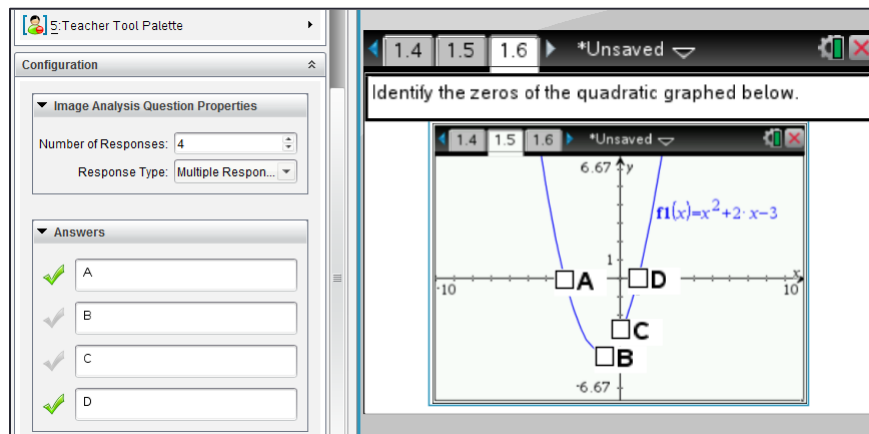 5:Teacher Tool Palette
Configuration
Image Analysis Question Properties
Number of Responses: 4
Response Type: Multiple Respon...
Answers
A
B
C
D
1.4 1.5 1.6 *Unsaved
Identify the zeros of the quadratic graphed below.
1.4 1.5 1.6 *Unsaved
6.67 y
f1(x)=x²+2·x−3
1
A D x
-10 10
C
B
-6.67